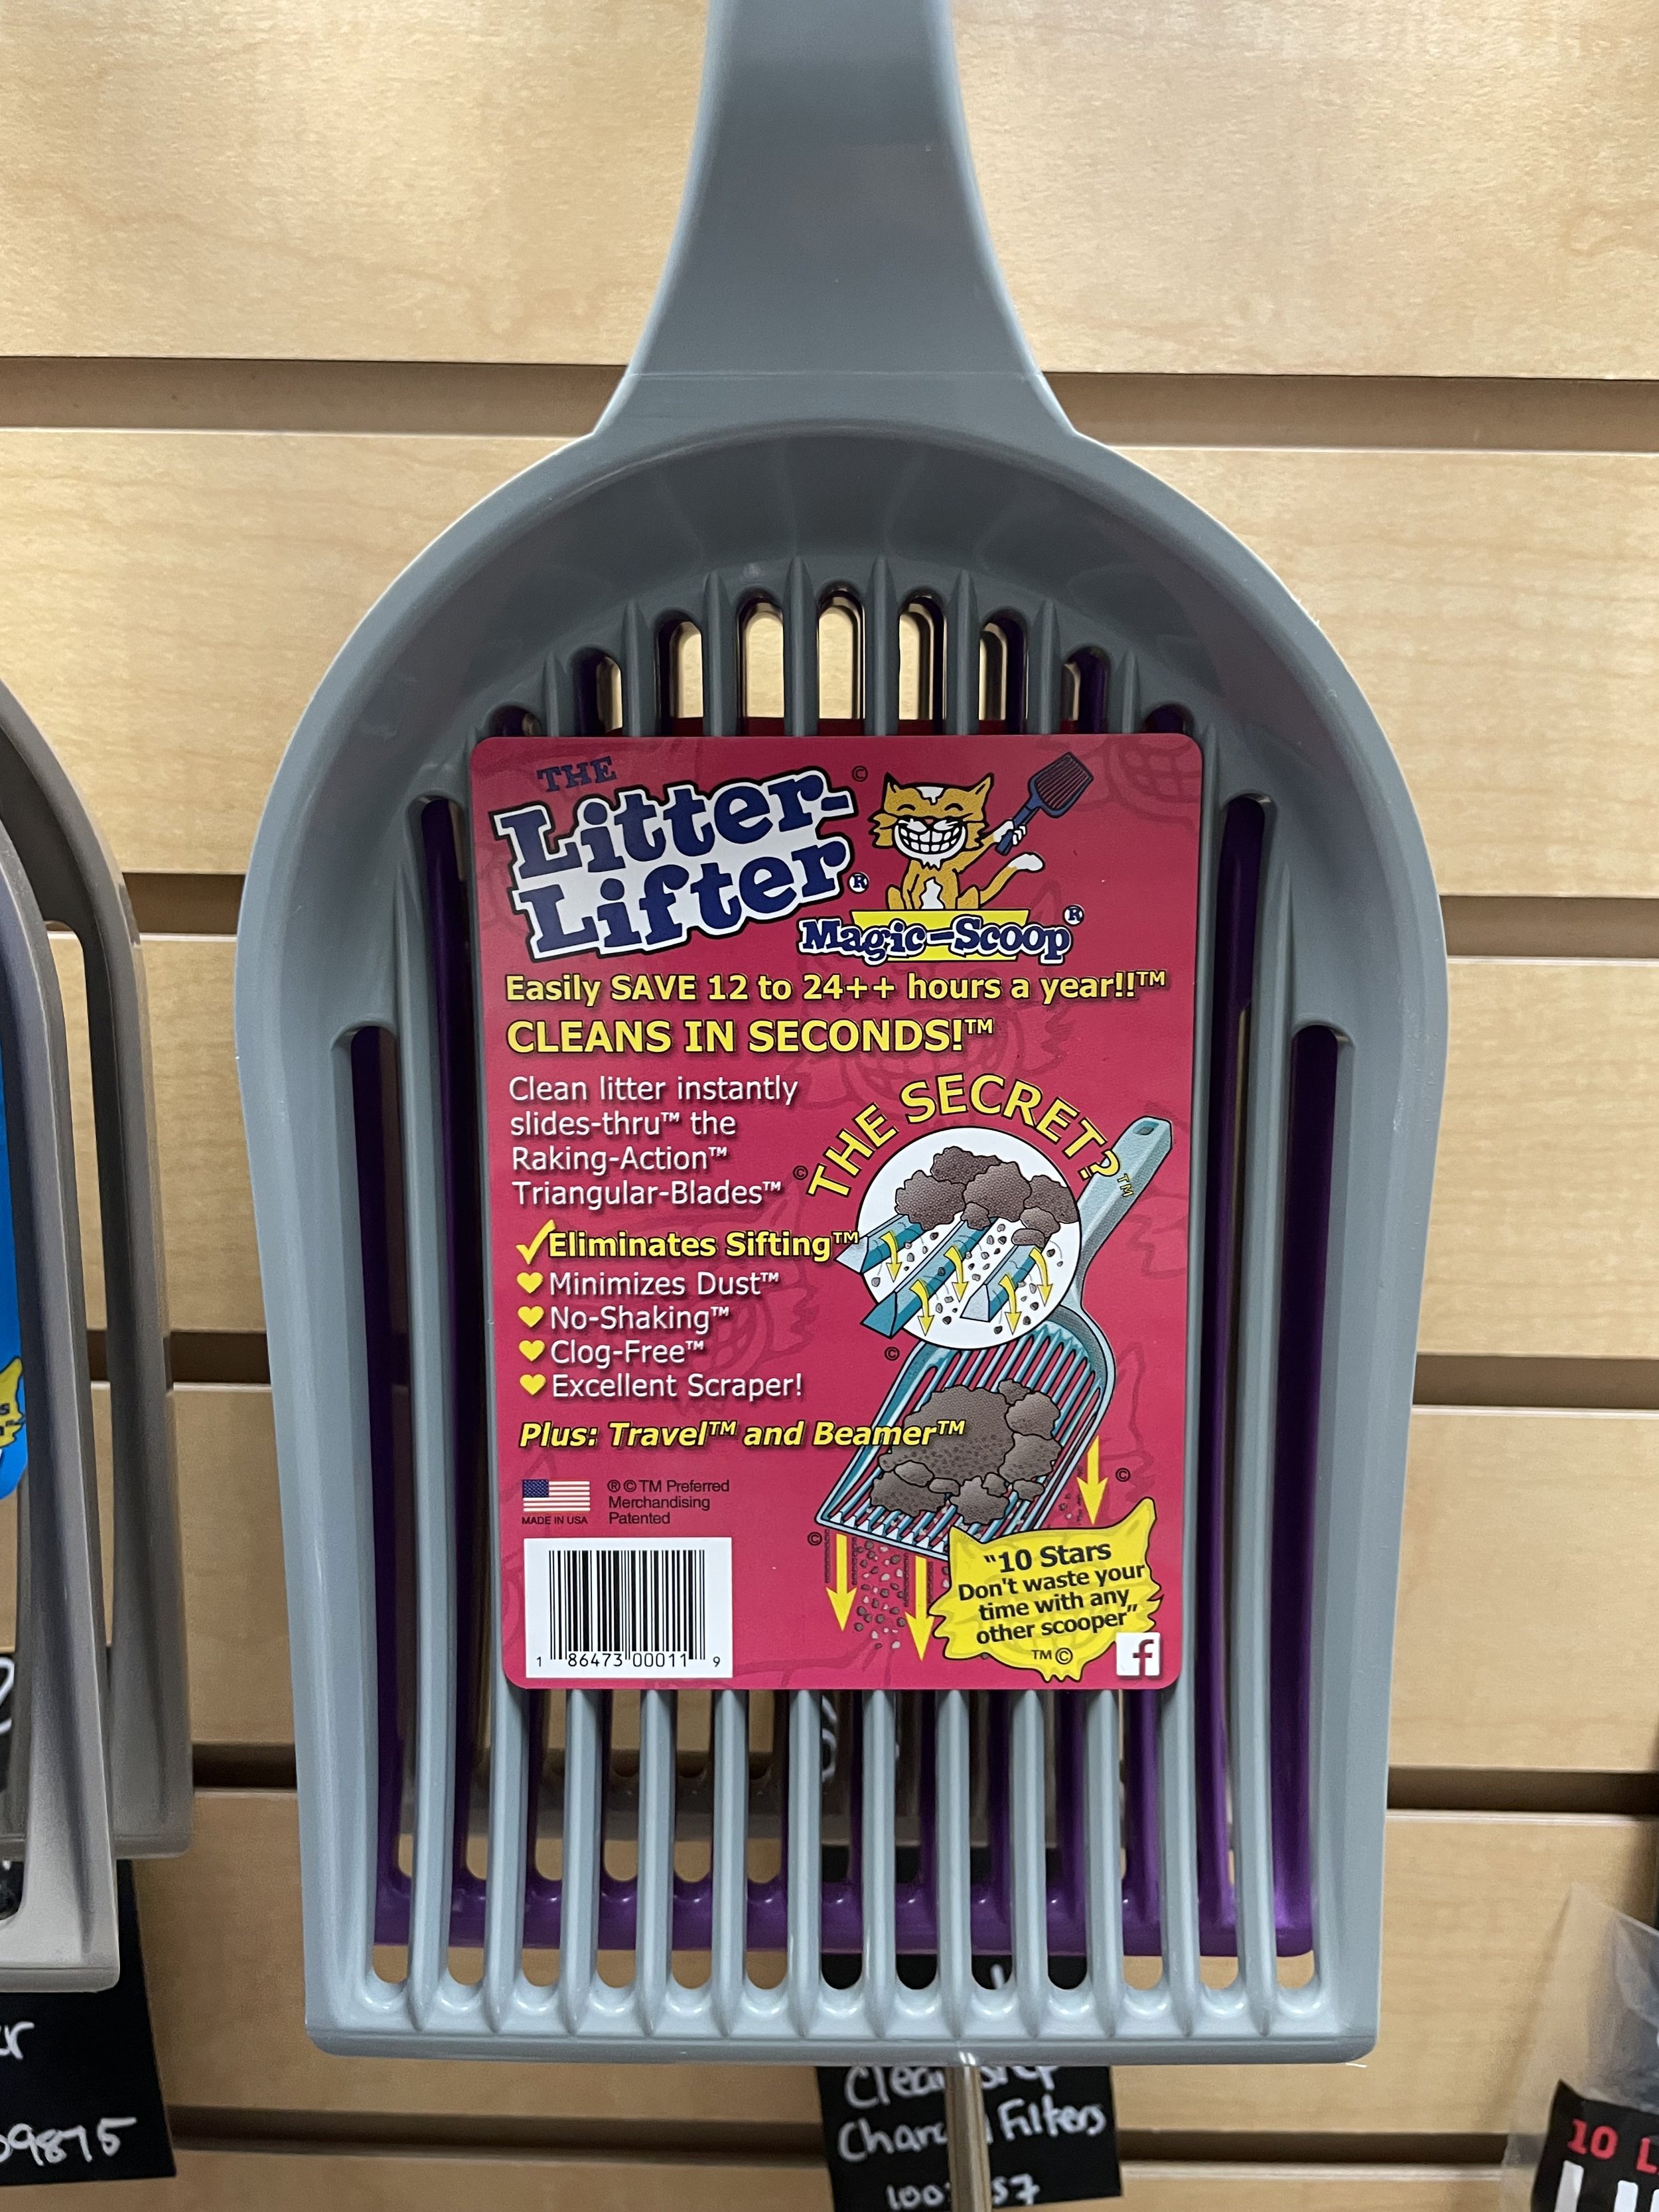 THE
Litter-
Lifter®
©
Magic-Scoop®
Easily SAVE 12 to 24++ hours a year!!™
CLEANS IN SECONDS!™
Clean litter instantly
slides-thru™ the
Raking-Action™
Triangular-Blades™
© THE SECRET?™
✓Eliminates Sifting™
Minimizes Dust™
No-Shaking™
Clog-Free™
©
Excellent Scraper!
Plus: Travel™ and Beamer™
©
MADE IN USA
®©TM Preferred
Merchandising
Patented
©
"10 Stars
Don't waste your
time with any
other scooper"
TM©
f
1 86473 00011 9
9875
Filters
10